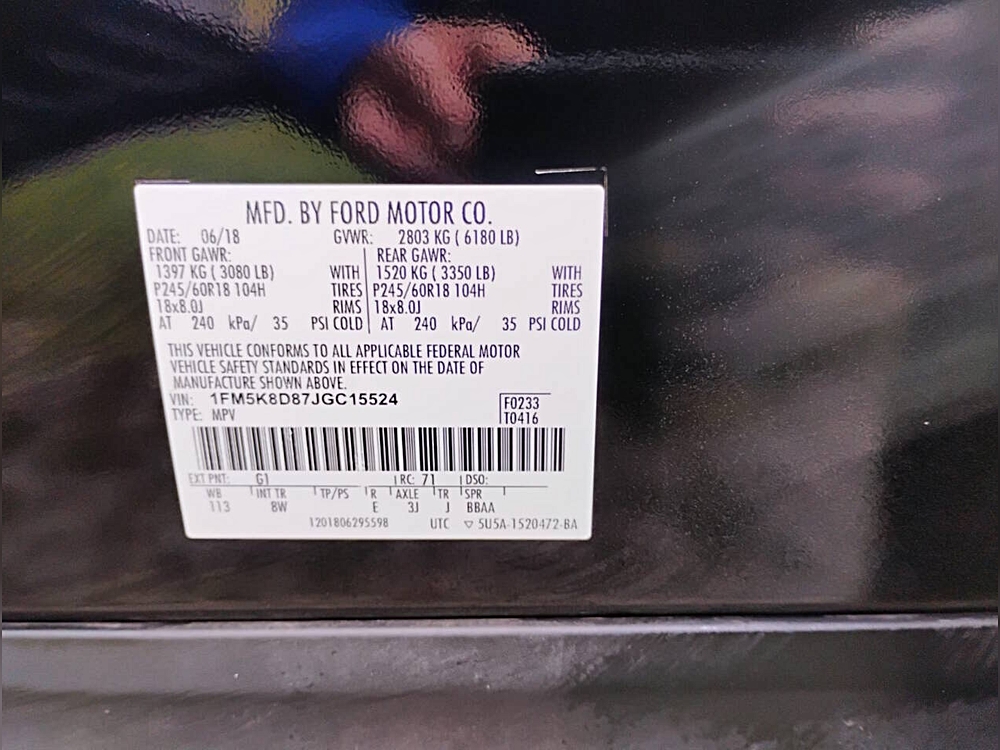 MFD. BY FORD MOTOR CO.
DATE: 06/18 GVWR: 2803 KG ( 6180 LB)
FRONT GAWR: REAR GAWR:
1397 KG ( 3080 LB) WITH 1520 KG ( 3350 LB) WITH
P245/60R18 104H TIRES P245/60R18 104H TIRES
18x8.0J RIMS 18x8.0J RIMS
AT 240 kPa/ 35 PSI COLD AT 240 kPa/ 35 PSI COLD
THIS VEHICLE CONFORMS TO ALL APPLICABLE FEDERAL MOTOR
VEHICLE SAFETY STANDARDS IN EFFECT ON THE DATE OF
MANUFACTURE SHOWN ABOVE.
VIN: 1FM5K8D87JGC15524 F0233
TYPE: MPV T0416
EXT PNT: G1 RC: 71 DSO:
WB INT TR TP/PS R AXLE TR SPR
113 8W E 3J J BBAA
1201806295598 UTC ▽ 5U5A-1520472-BA